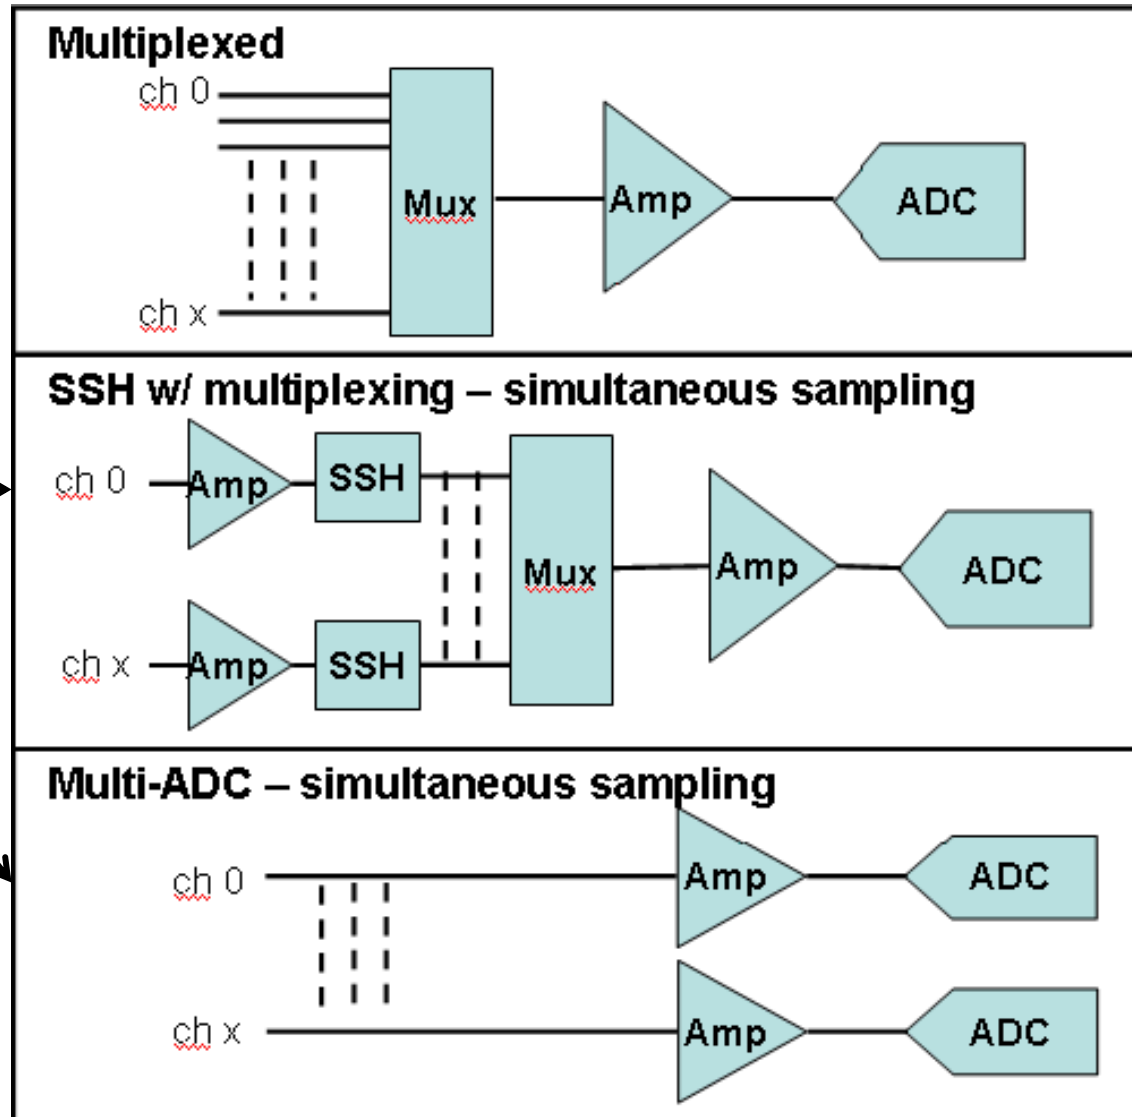 Multiplexed
ch 0
Mux
Amp
ADC
ch x
SSH w/ multiplexing – simultaneous sampling
ch 0
Amp
SSH
Mux
Amp
ADC
ch x
Amp
SSH
Multi-ADC – simultaneous sampling
ch 0
Amp
ADC
ch x
Amp
ADC